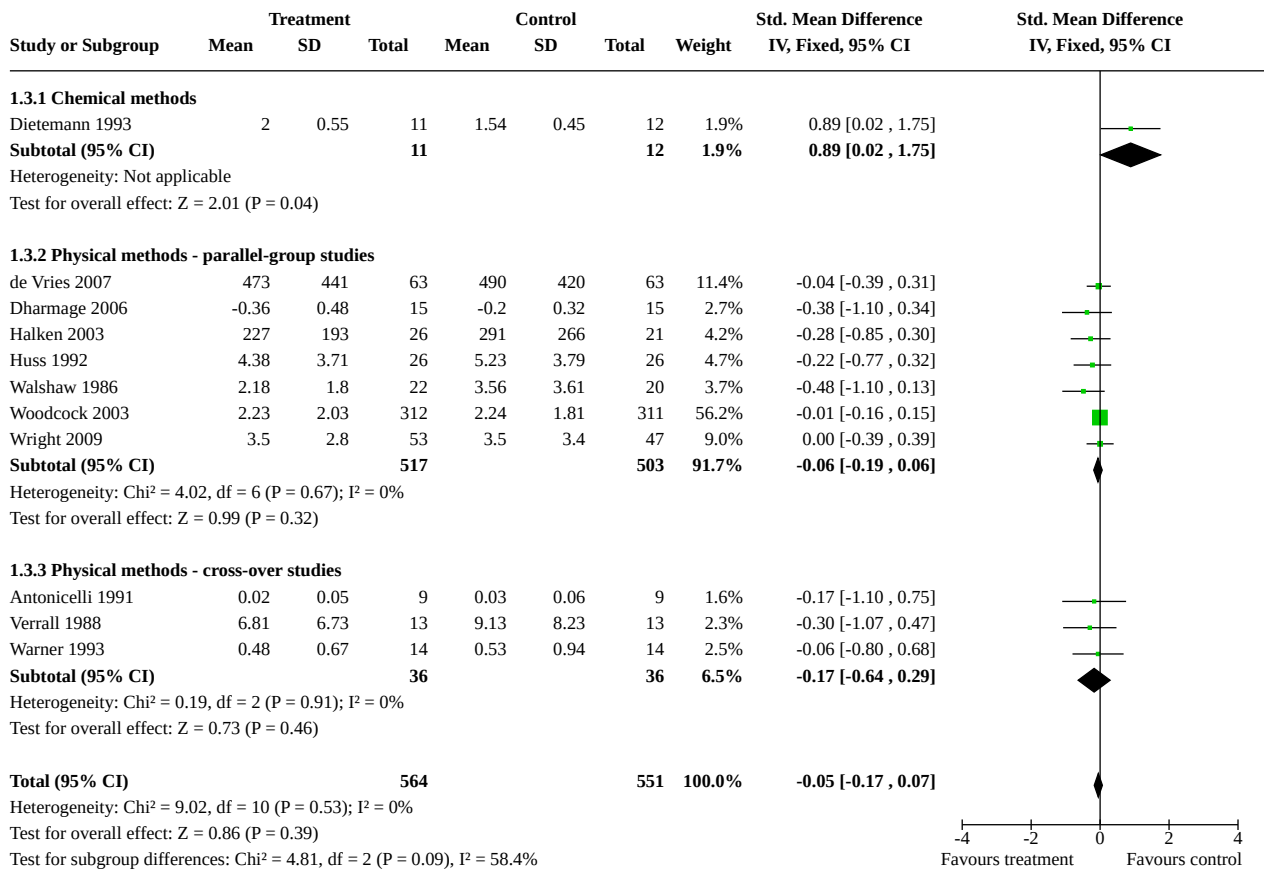 Treatment Control Std. Mean Difference Std. Mean Difference
Study or Subgroup Mean SD Total Mean SD Total Weight IV, Fixed, 95% CI IV, Fixed, 95% CI
1.3.1 Chemical methods
Dietemann 1993 2 0.55 11 1.54 0.45 12 1.9% 0.89 [0.02 , 1.75]
Subtotal (95% CI) 11 12 1.9% 0.89 [0.02 , 1.75]
Heterogeneity: Not applicable
Test for overall effect: Z = 2.01 (P = 0.04)
1.3.2 Physical methods - parallel-group studies
de Vries 2007 473 441 63 490 420 63 11.4% -0.04 [-0.39 , 0.31]
Dharmage 2006 -0.36 0.48 15 -0.2 0.32 15 2.7% -0.38 [-1.10 , 0.34]
Halken 2003 227 193 26 291 266 21 4.2% -0.28 [-0.85 , 0.30]
Huss 1992 4.38 3.71 26 5.23 3.79 26 4.7% -0.22 [-0.77 , 0.32]
Walshaw 1986 2.18 1.8 22 3.56 3.61 20 3.7% -0.48 [-1.10 , 0.13]
Woodcock 2003 2.23 2.03 312 2.24 1.81 311 56.2% -0.01 [-0.16 , 0.15]
Wright 2009 3.5 2.8 53 3.5 3.4 47 9.0% 0.00 [-0.39 , 0.39]
Subtotal (95% CI) 517 503 91.7% -0.06 [-0.19 , 0.06]
Heterogeneity: Chi² = 4.02, df = 6 (P = 0.67); I² = 0%
Test for overall effect: Z = 0.99 (P = 0.32)
1.3.3 Physical methods - cross-over studies
Antonicelli 1991 0.02 0.05 9 0.03 0.06 9 1.6% -0.17 [-1.10 , 0.75]
Verrall 1988 6.81 6.73 13 9.13 8.23 13 2.3% -0.30 [-1.07 , 0.47]
Warner 1993 0.48 0.67 14 0.53 0.94 14 2.5% -0.06 [-0.80 , 0.68]
Subtotal (95% CI) 36 36 6.5% -0.17 [-0.64 , 0.29]
Heterogeneity: Chi² = 0.19, df = 2 (P = 0.91); I² = 0%
Test for overall effect: Z = 0.73 (P = 0.46)
Total (95% CI) 564 551 100.0% -0.05 [-0.17 , 0.07]
Heterogeneity: Chi² = 9.02, df = 10 (P = 0.53); I² = 0%
Test for overall effect: Z = 0.86 (P = 0.39)
Test for subgroup differences: Chi² = 4.81, df = 2 (P = 0.09), I² = 58.4%
-4 -2 0 2 4
Favours treatment Favours control